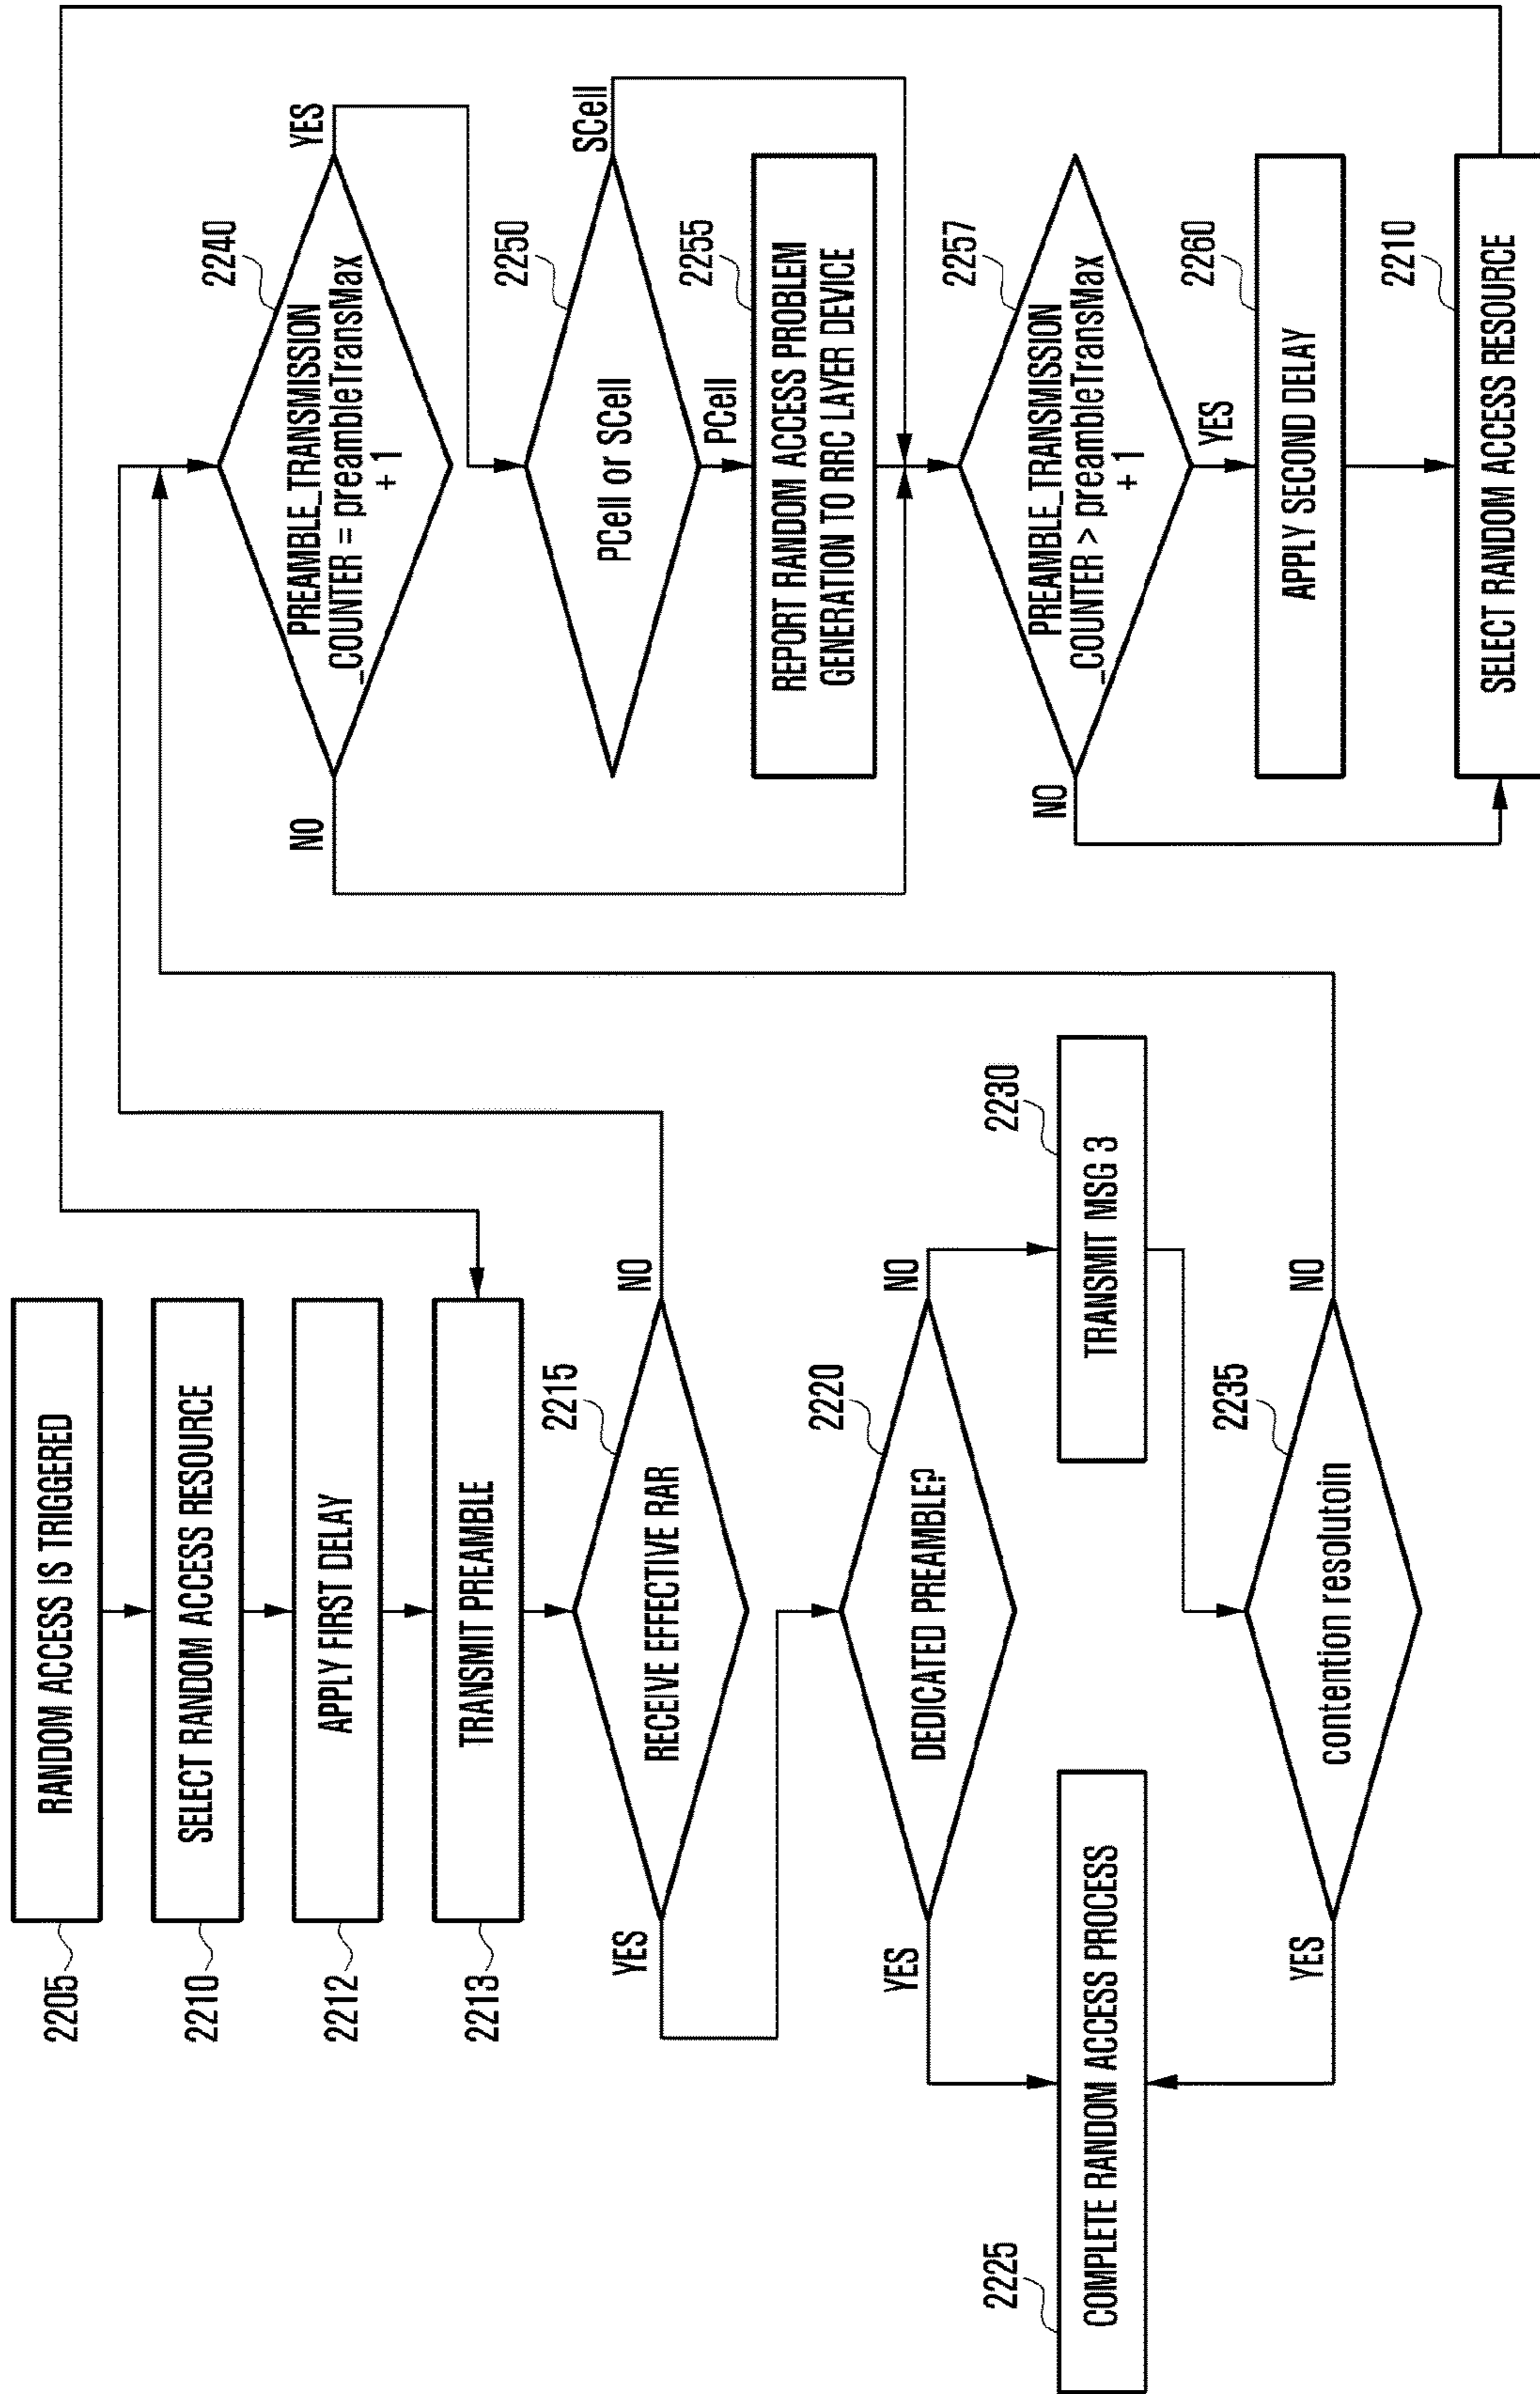 2205
RANDOM ACCESS IS TRIGGERED
2210
SELECT RANDOM ACCESS RESOURCE
2212
APPLY FIRST DELAY
2213
TRANSMIT PREAMBLE
2215
RECEIVE EFFECTIVE RAR
YES
NO
2220
DEDICATED PREAMBLE?
YES
NO
2225
COMPLETE RANDOM ACCESS PROCESS
2230
TRANSMIT MSG 3
2235
contention resolutoin
YES
NO
2240
PREAMBLE_TRANSMISSION
_COUNTER = preambleTransMax
+ 1
NO
YES
2250
PCell or SCell
SCell
PCell
2255
REPORT RANDOM ACCESS PROBLEM
GENERATION TO RRC LAYER DEVICE
2257
PREAMBLE_TRANSMISSION
_COUNTER > preambleTransMax
+ 1
NO
YES
2260
APPLY SECOND DELAY
2210
SELECT RANDOM ACCESS RESOURCE